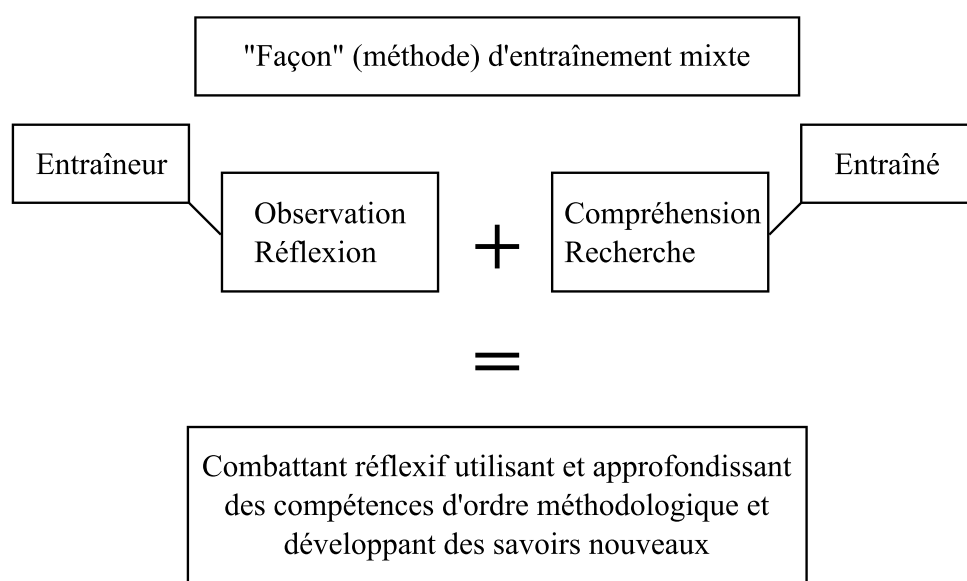 "Façon" (méthode) d'entraînement mixte
Entraîneur
Entraîné
Observation
Réflexion
+
Compréhension
Recherche
=
Combattant réflexif utilisant et approfondissant
des compétences d'ordre méthodologique et
développant des savoirs nouveaux